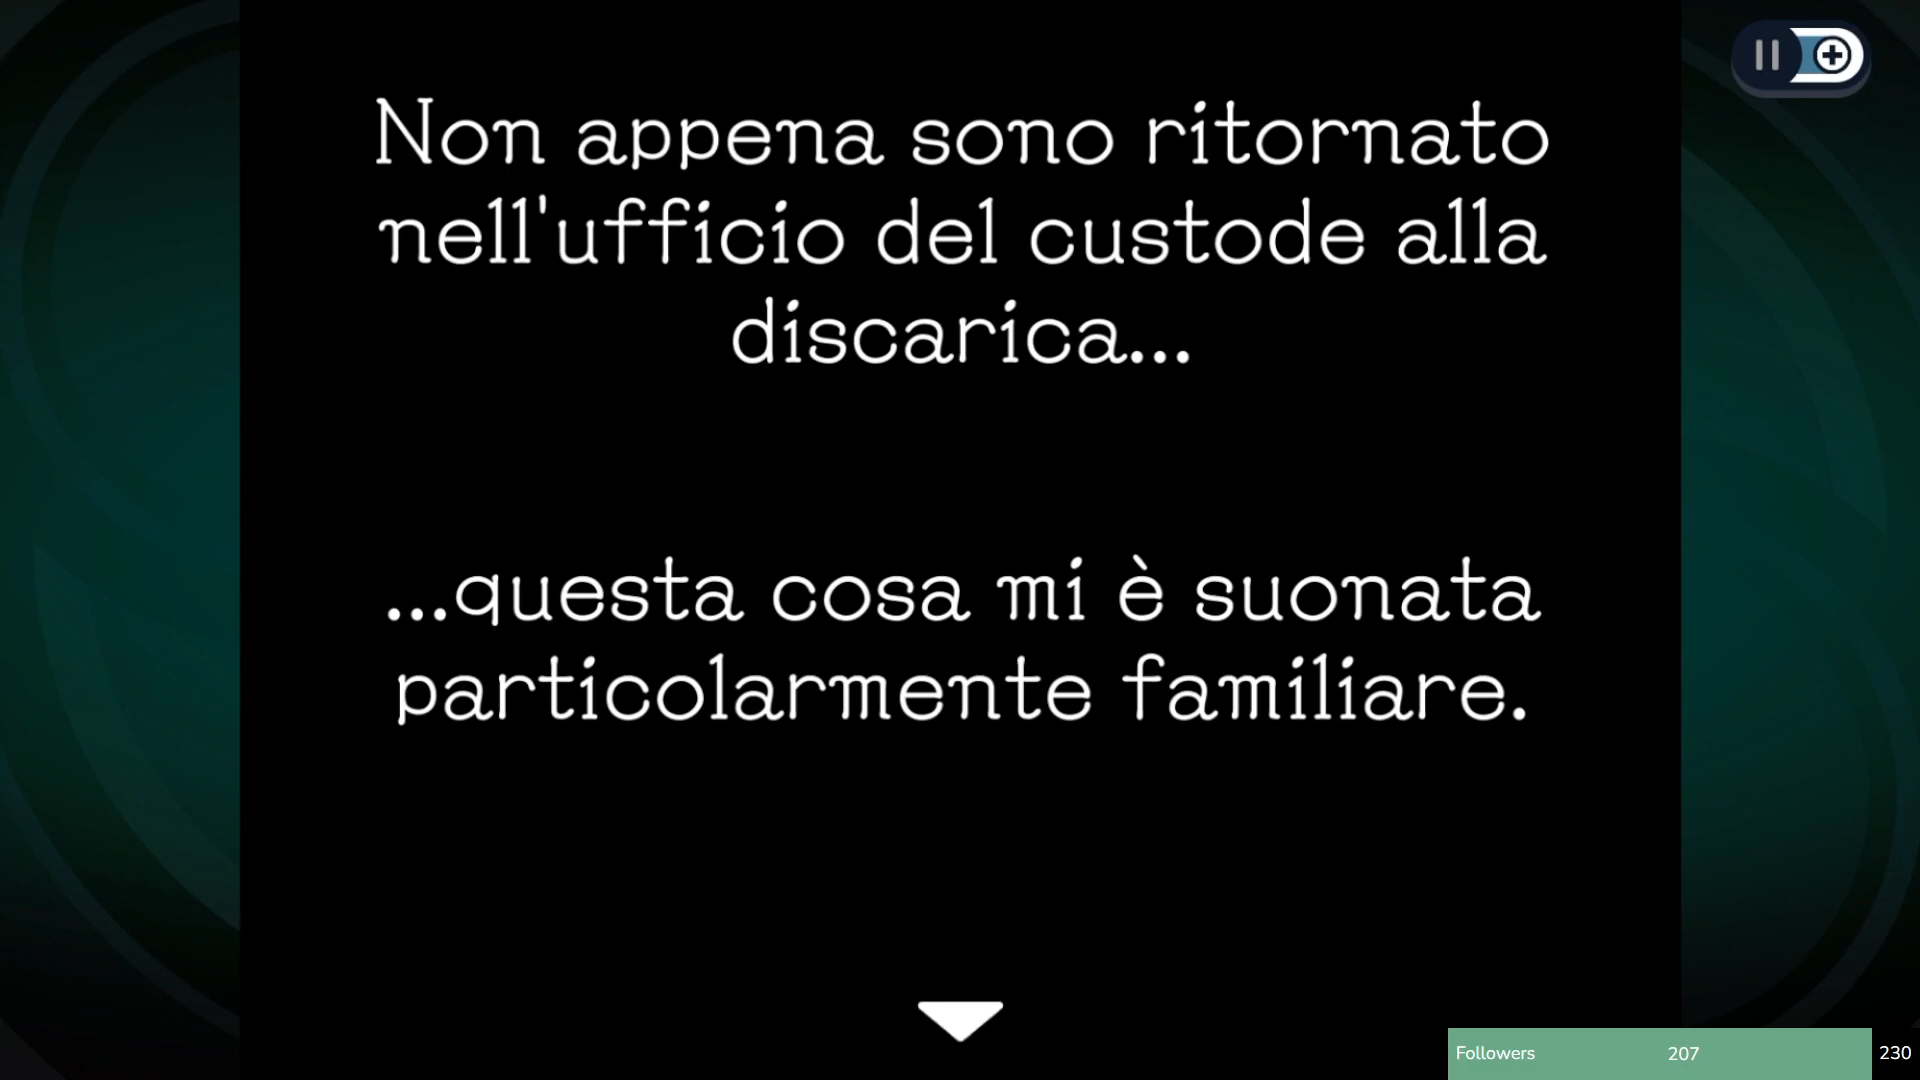 Non appena sono ritornato
nell'ufficio del custode alla
discarica...
...questa cosa mi è suonata
particolarmente familiare.
Followers 207 230